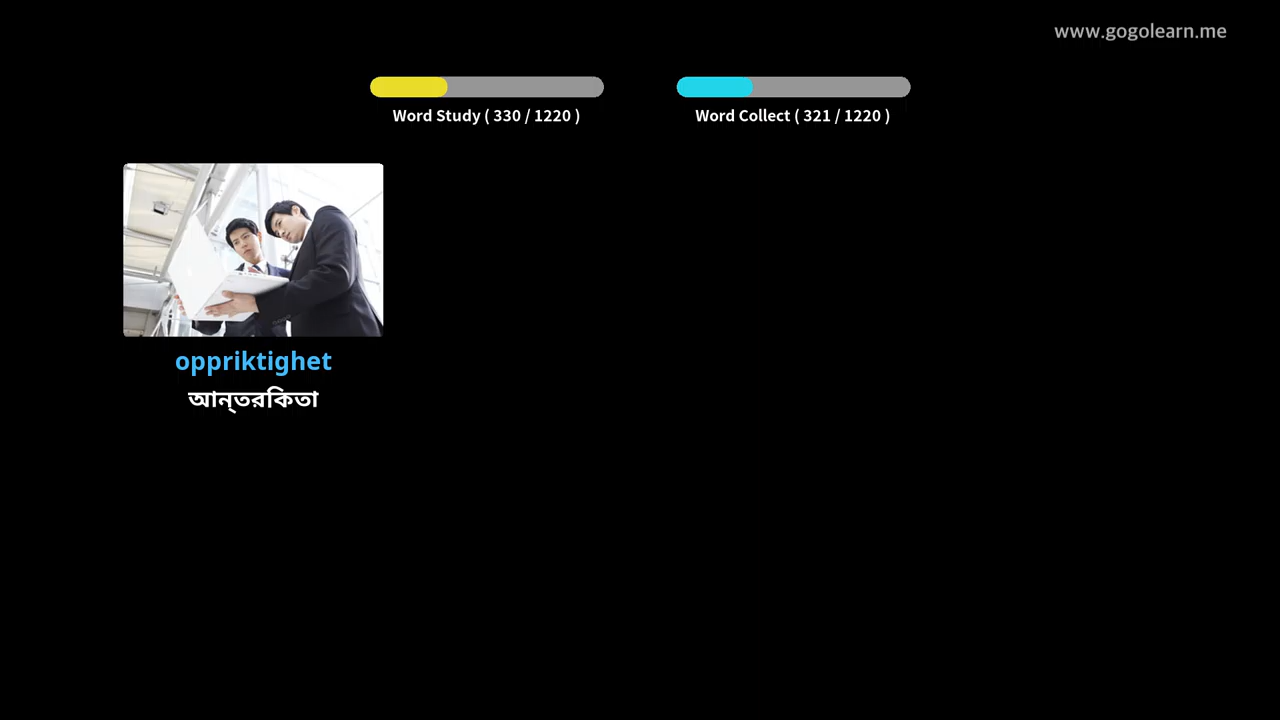 www.gogolearn.me
Word Study ( 330 / 1220 )
Word Collect ( 321 / 1220 )
oppriktighet
আন্তরকিতা